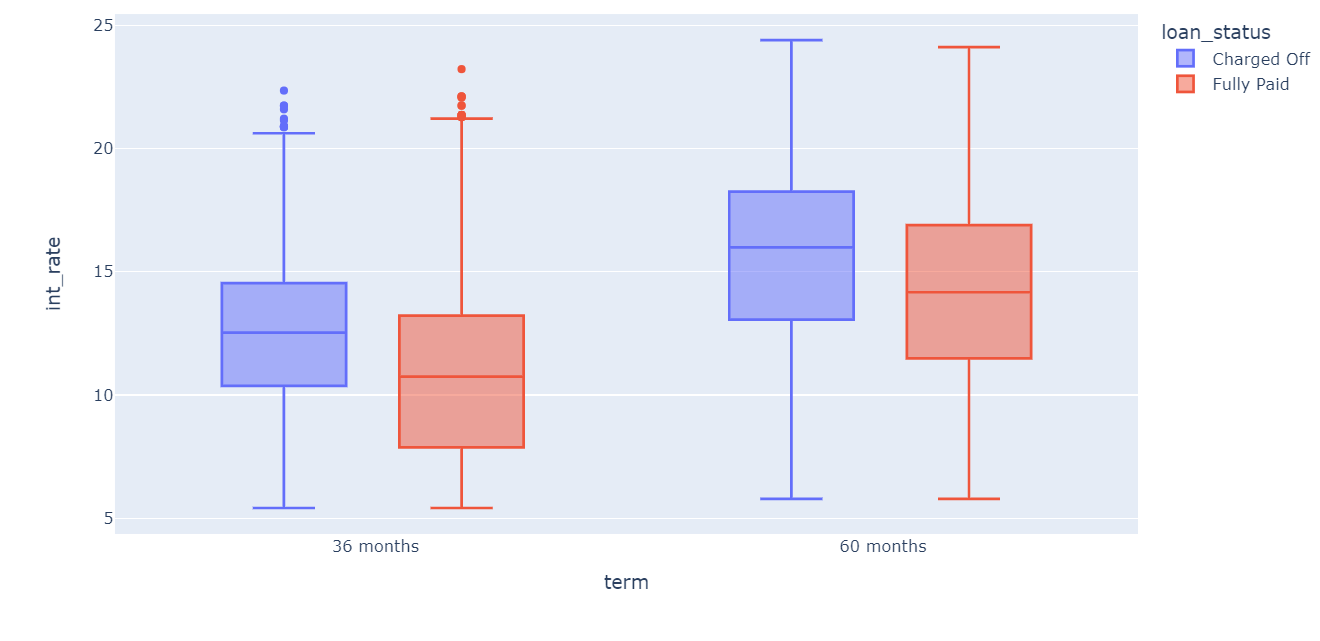 25
20
15
10
5
int_rate
36 months
60 months
term
loan_status
Charged Off
Fully Paid